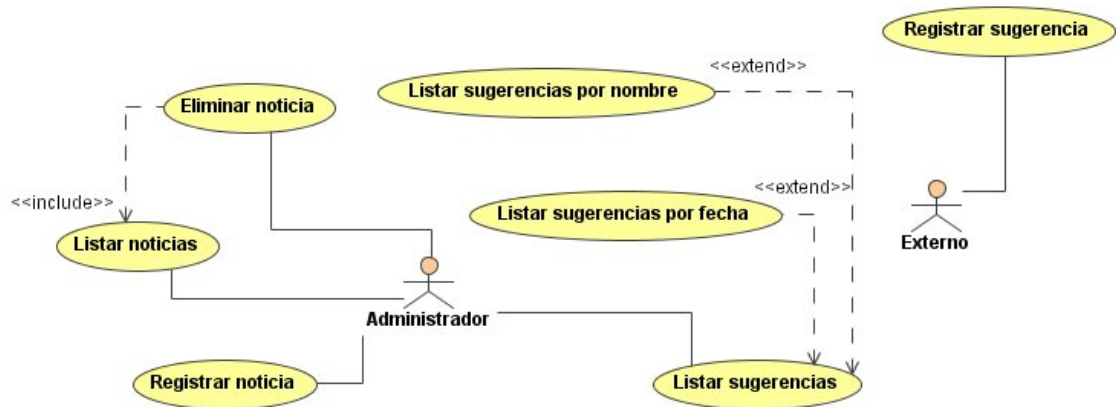 Registrar sugerencia
<<extend>>
Eliminar noticia
Listar sugerencias por nombre
<<extend>>
<<include>>
Listar sugerencias por fecha
Listar noticias
Externo
Administrador
Registrar noticia
Listar sugerencias